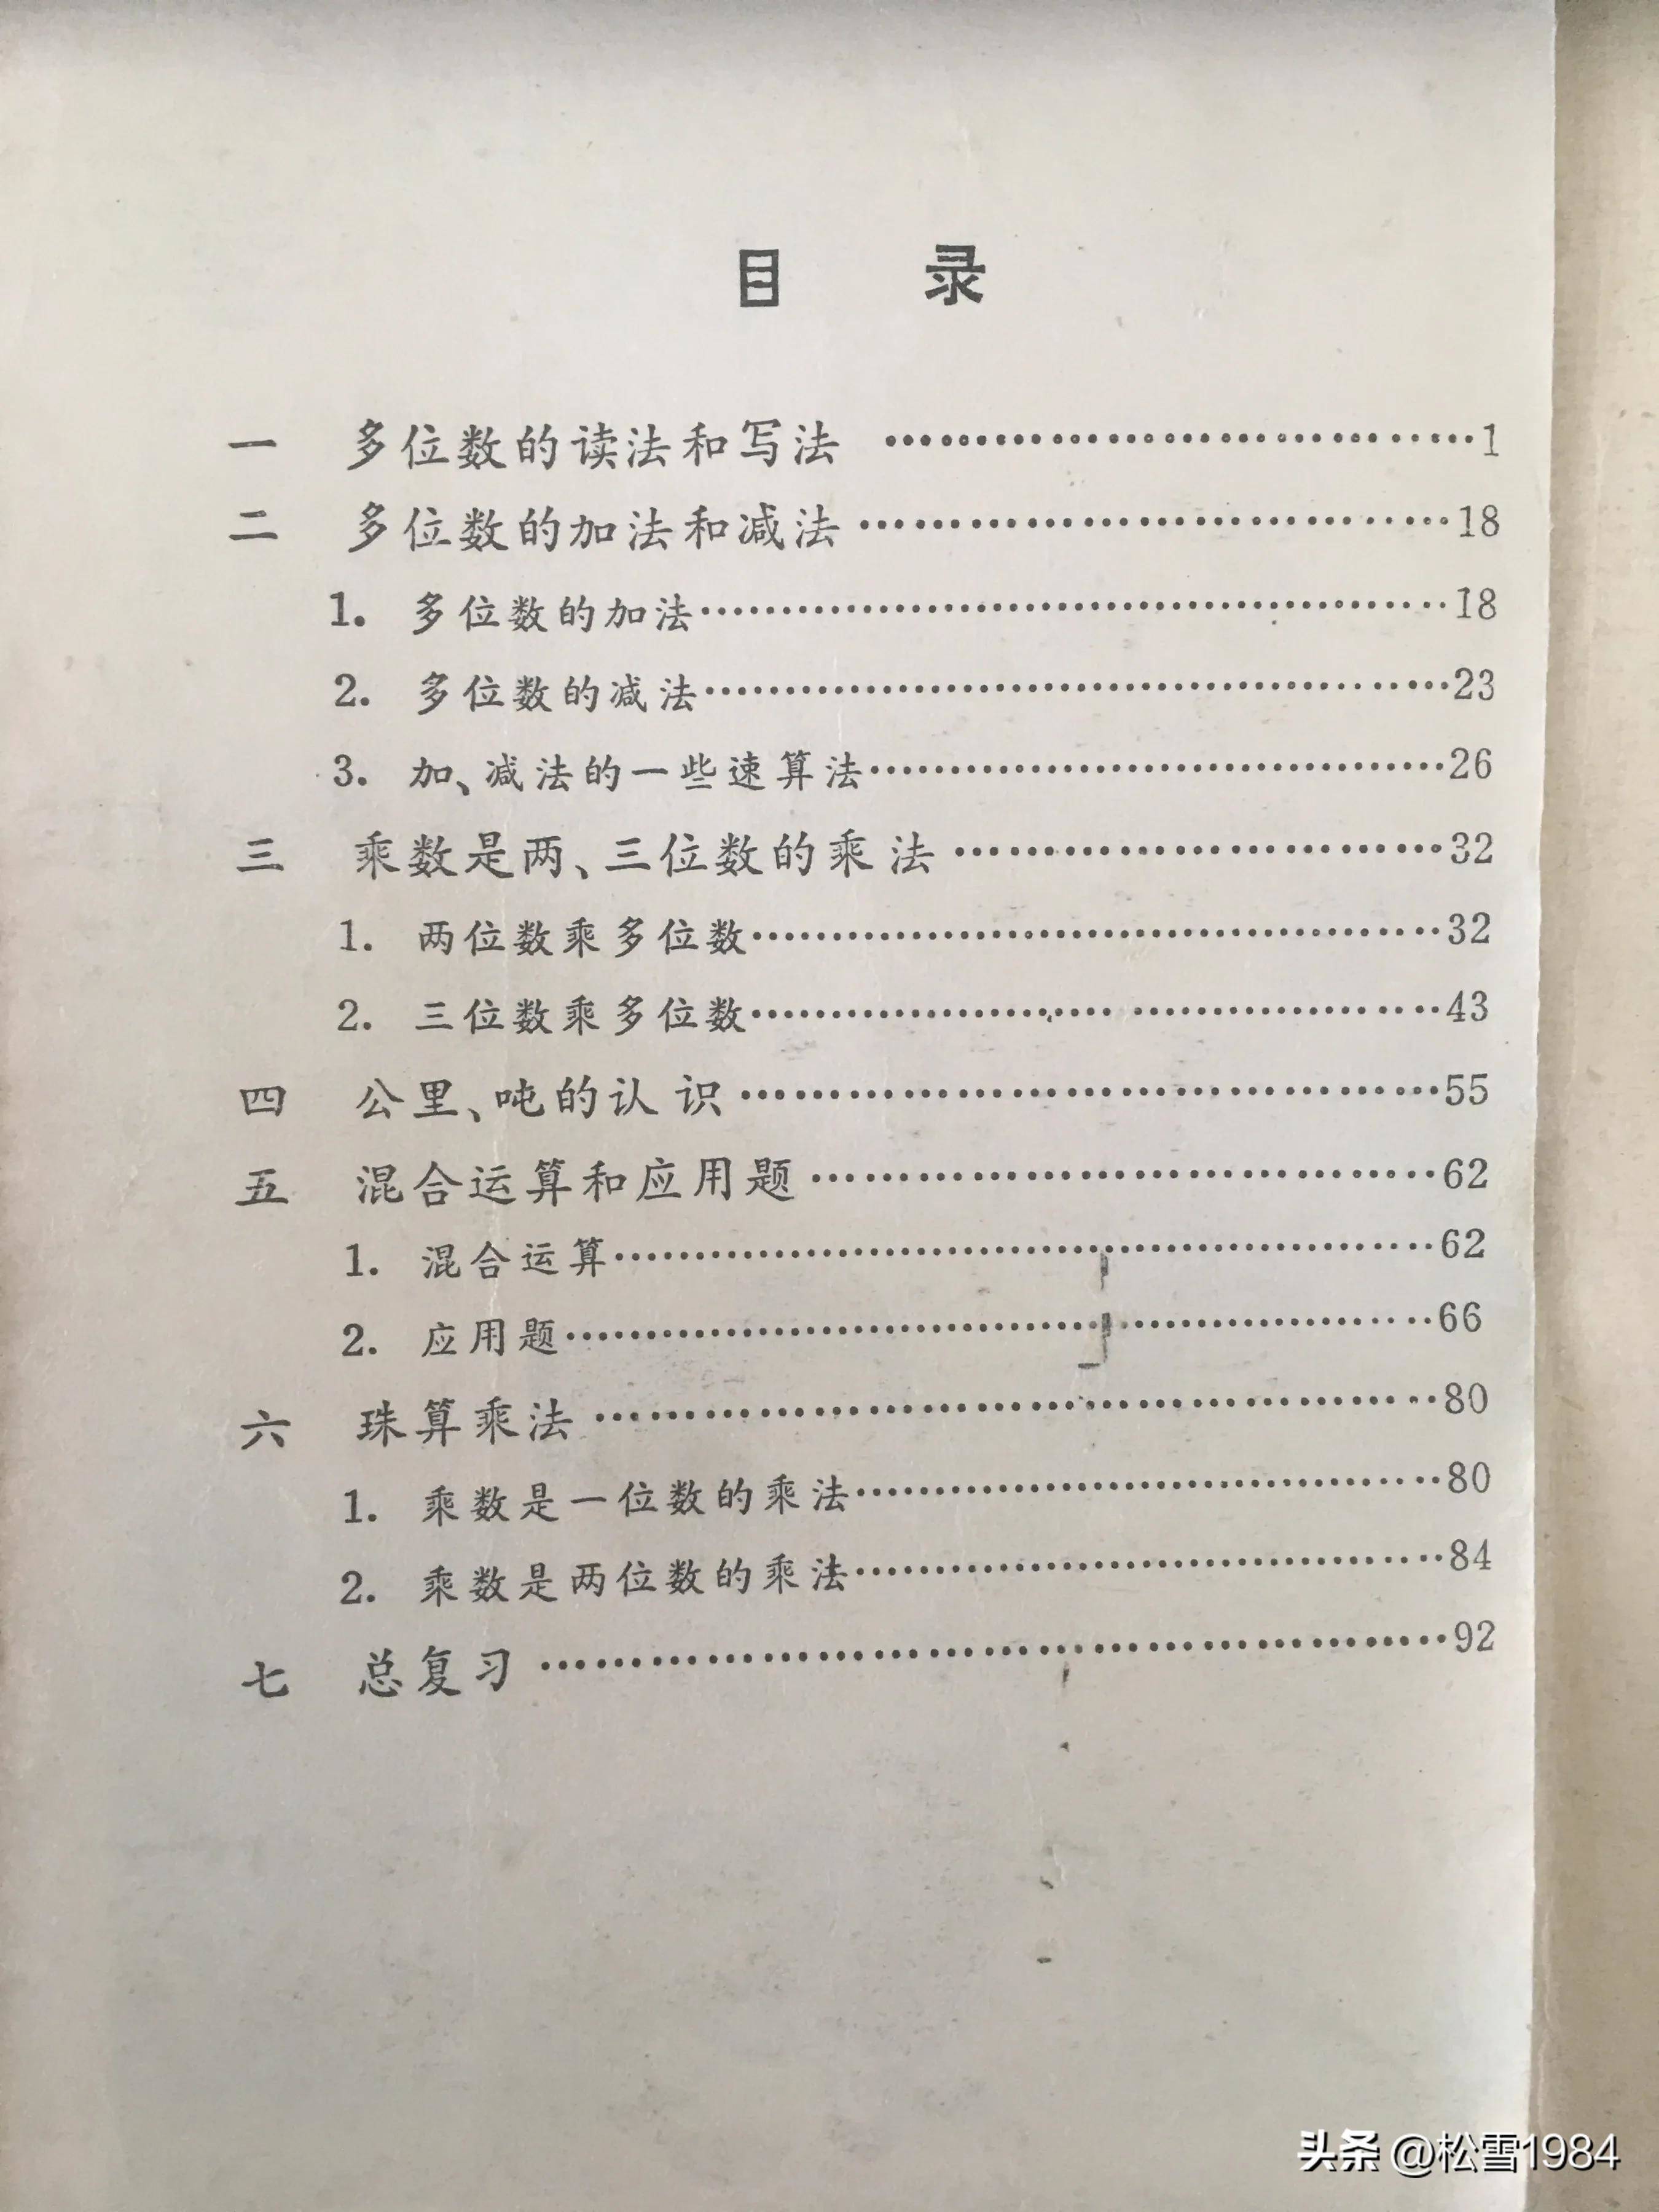 目 录
一 多位数的读法和写法 ………………………………1
二 多位数的加法和减法………………………………18
1. 多位数的加法………………………………18
2. 多位数的减法………………………………23
3. 加、减法的一些速算法………………………………26
三 乘数是两、三位数的乘法………………………………32
1. 两位数乘多位数………………………………32
2. 三位数乘多位数………………………………43
四 公里、吨的认识………………………………55
五 混合运算和应用题………………………………62
1. 混合运算………………………………62
2. 应用题………………………………66
六 珠算乘法………………………………80
1. 乘数是一位数的乘法………………………………80
2. 乘数是两位数的乘法………………………………84
七 总复习………………………………92
头条 @松雪1984